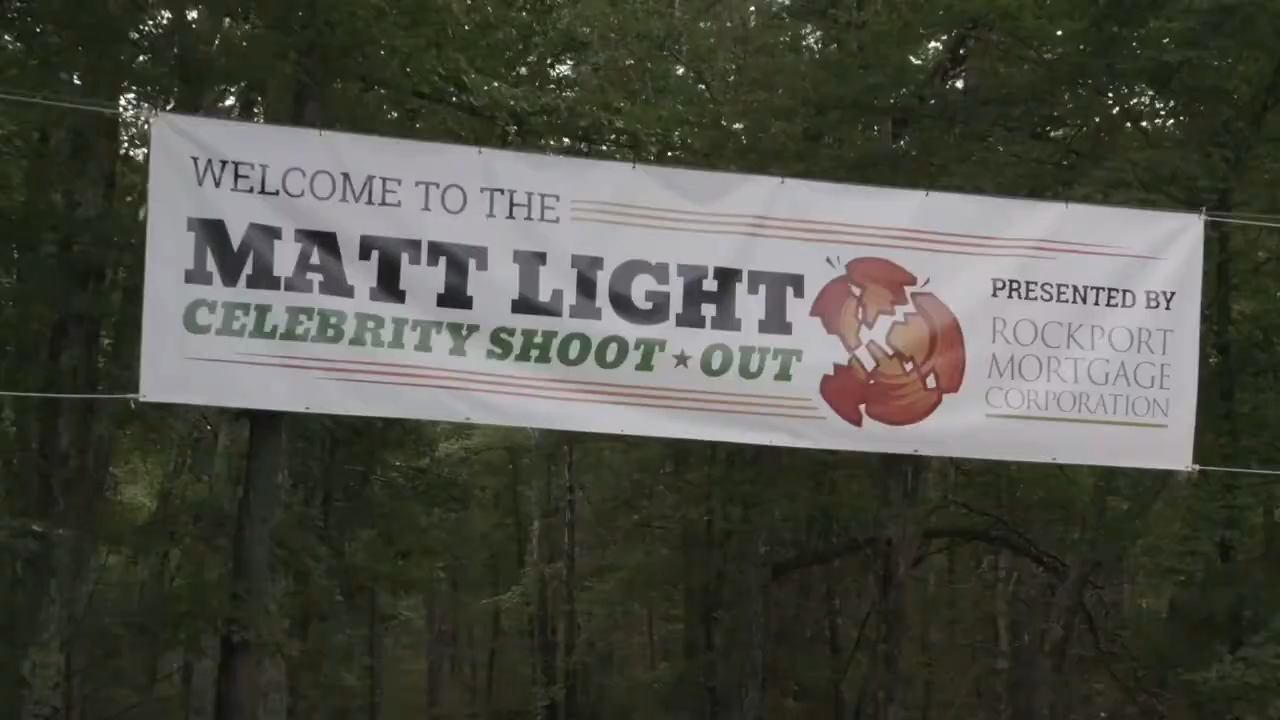 WELCOME TO THE
MATT LIGHT
CELEBRITY SHOOT★OUT
PRESENTED BY
ROCKPORT
MORTGAGE
CORPORATION